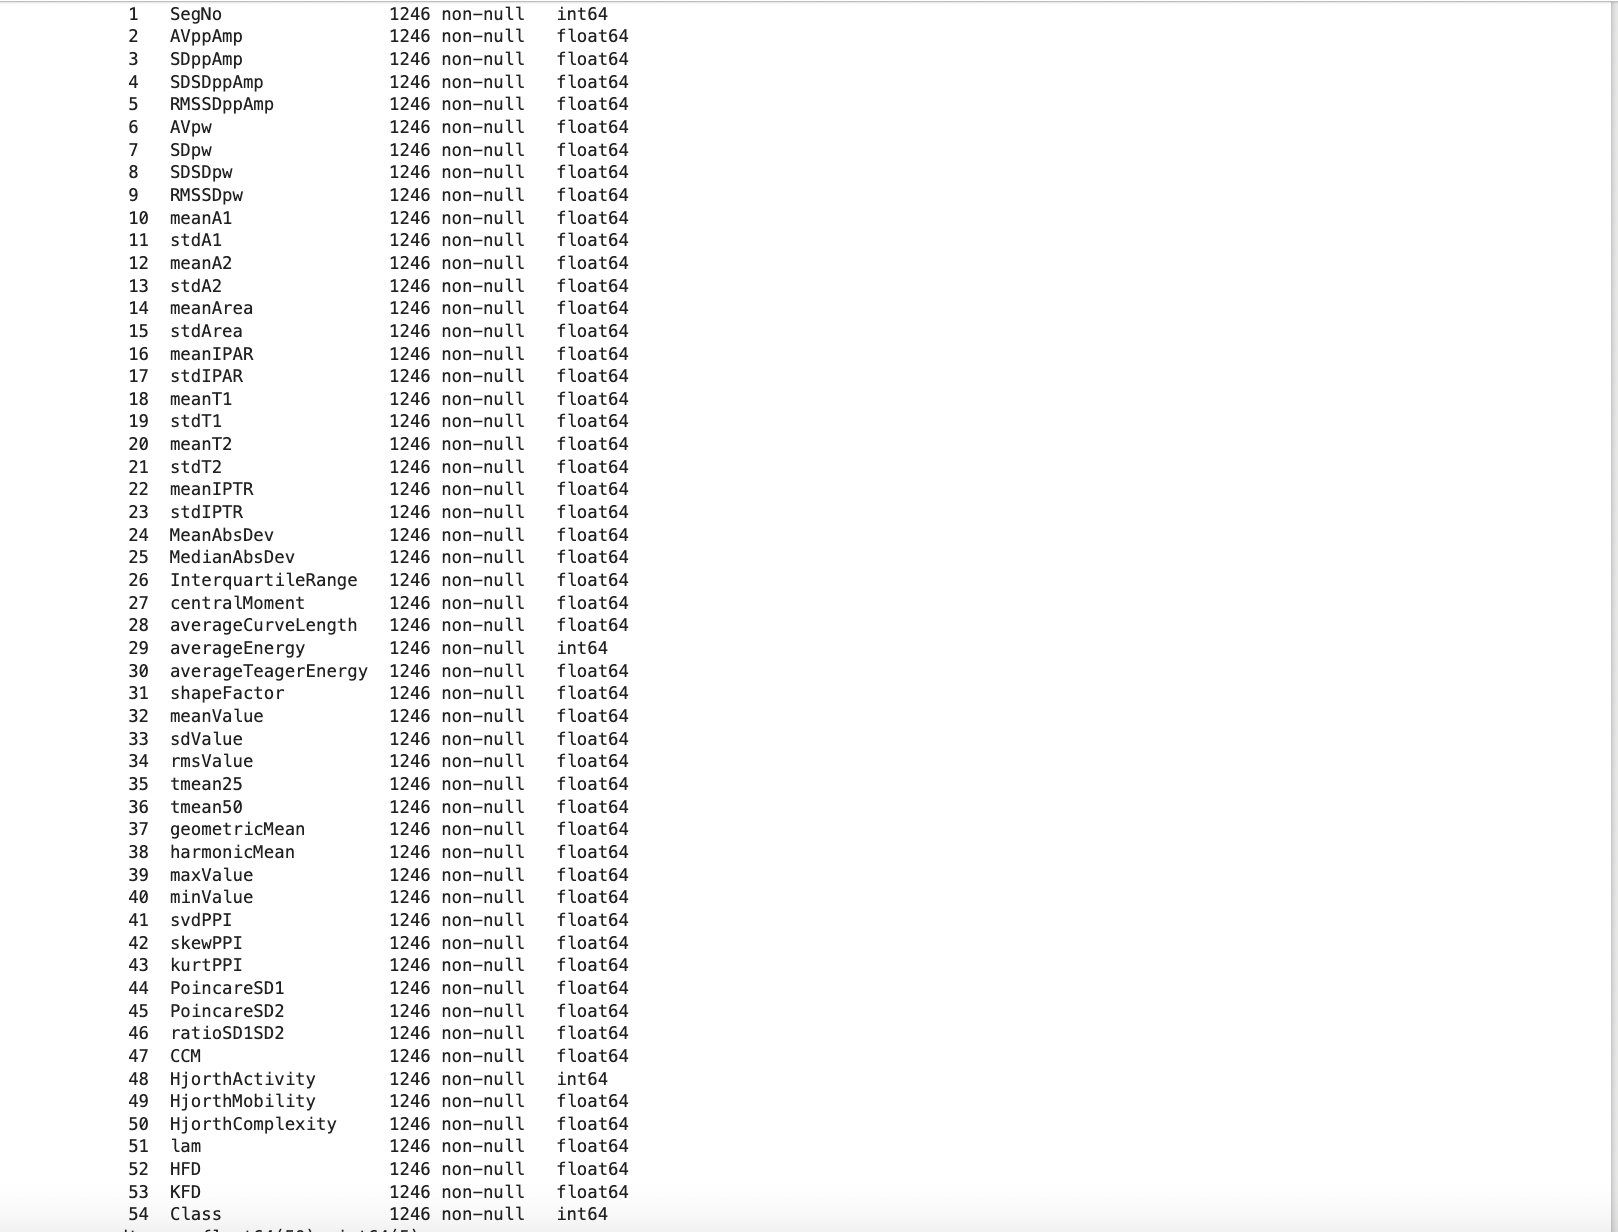 1 SegNo 1246 non-null int64
2 AVppAmp 1246 non-null float64
3 SDppAmp 1246 non-null float64
4 SDSDppAmp 1246 non-null float64
5 RMSSDppAmp 1246 non-null float64
6 AVpw 1246 non-null float64
7 SDpw 1246 non-null float64
8 SDSDpw 1246 non-null float64
9 RMSSDpw 1246 non-null float64
10 meanA1 1246 non-null float64
11 stdA1 1246 non-null float64
12 meanA2 1246 non-null float64
13 stdA2 1246 non-null float64
14 meanArea 1246 non-null float64
15 stdArea 1246 non-null float64
16 meanIPAR 1246 non-null float64
17 stdIPAR 1246 non-null float64
18 meanT1 1246 non-null float64
19 stdT1 1246 non-null float64
20 meanT2 1246 non-null float64
21 stdT2 1246 non-null float64
22 meanIPTR 1246 non-null float64
23 stdIPTR 1246 non-null float64
24 MeanAbsDev 1246 non-null float64
25 MedianAbsDev 1246 non-null float64
26 InterquartileRange 1246 non-null float64
27 centralMoment 1246 non-null float64
28 averageCurveLength 1246 non-null float64
29 averageEnergy 1246 non-null int64
30 averageTeagerEnergy 1246 non-null float64
31 shapeFactor 1246 non-null float64
32 meanValue 1246 non-null float64
33 sdValue 1246 non-null float64
34 rmsValue 1246 non-null float64
35 tmean25 1246 non-null float64
36 tmean50 1246 non-null float64
37 geometricMean 1246 non-null float64
38 harmonicMean 1246 non-null float64
39 maxValue 1246 non-null float64
40 minValue 1246 non-null float64
41 svdPPI 1246 non-null float64
42 skewPPI 1246 non-null float64
43 kurtPPI 1246 non-null float64
44 PoincareSD1 1246 non-null float64
45 PoincareSD2 1246 non-null float64
46 ratioSD1SD2 1246 non-null float64
47 CCM 1246 non-null float64
48 HjorthActivity 1246 non-null int64
49 HjorthMobility 1246 non-null float64
50 HjorthComplexity 1246 non-null float64
51 lam 1246 non-null float64
52 HFD 1246 non-null float64
53 KFD 1246 non-null float64
54 Class 1246 non-null int64